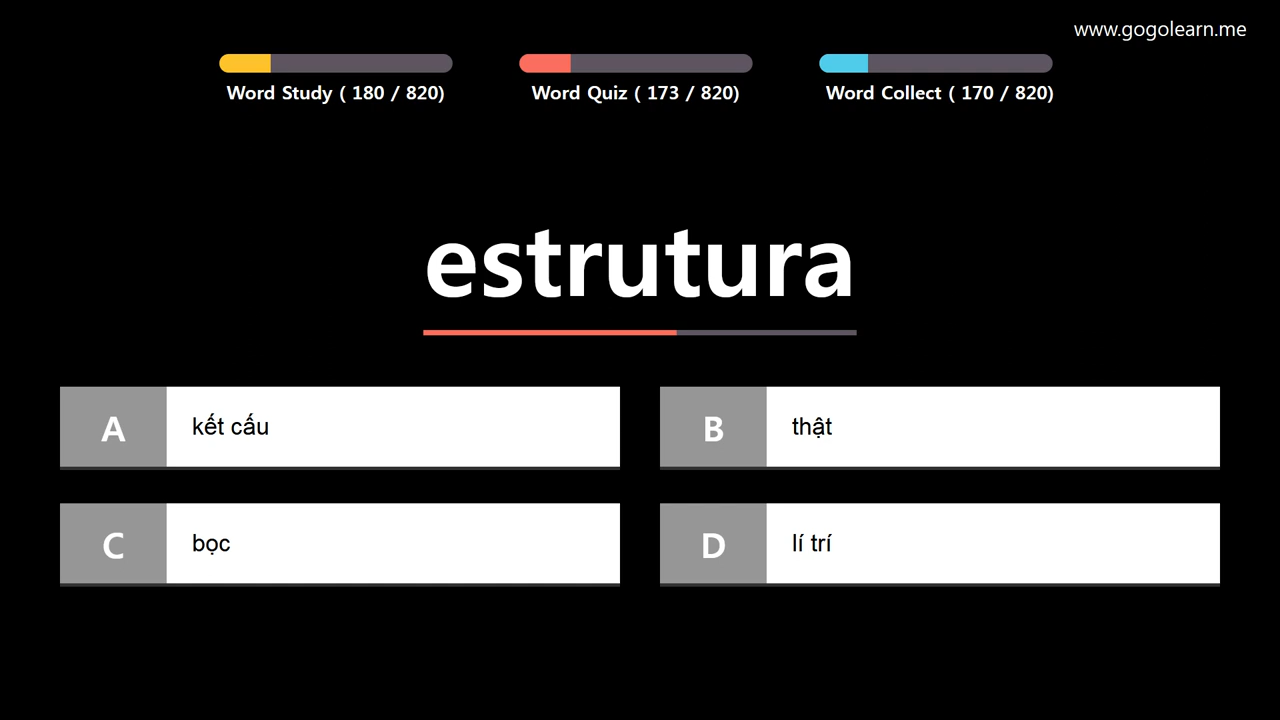 www.gogolearn.me
Word Study ( 180 / 820)
Word Quiz ( 173 / 820)
Word Collect ( 170 / 820)
estrutura
A kết cấu
B thật
C bọc
D lí trí